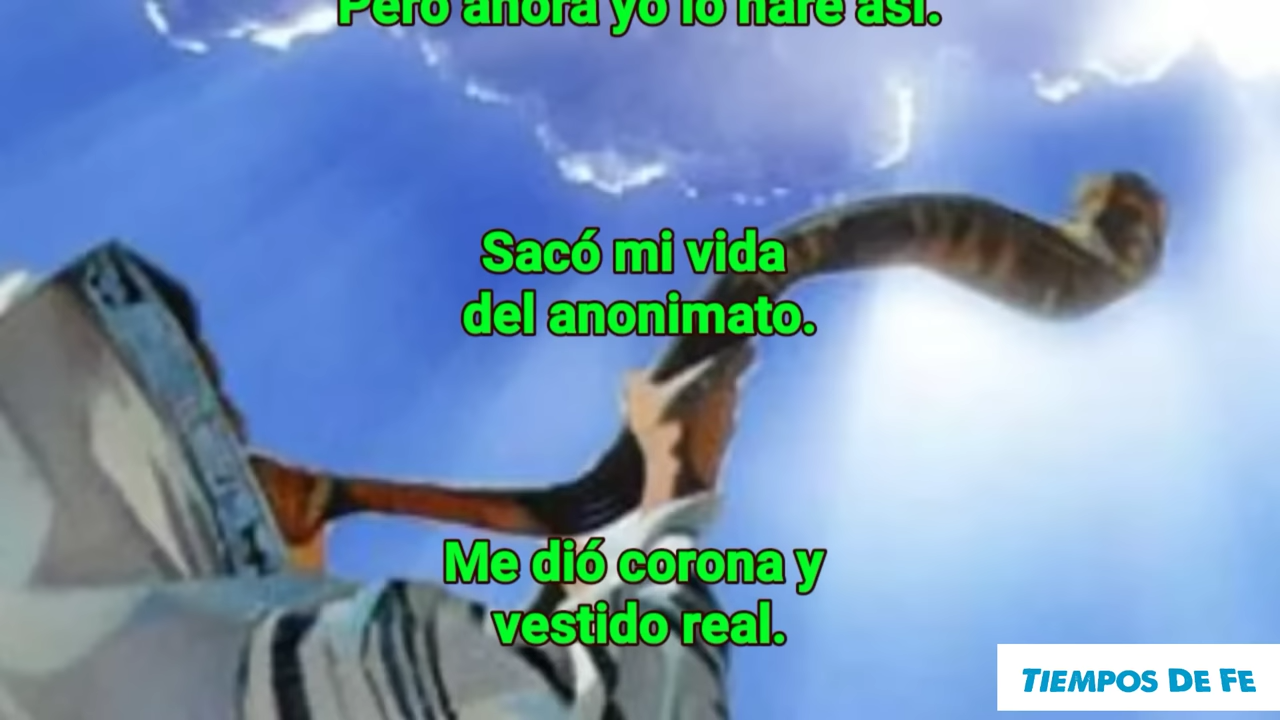 Pero ahora yo lo haré así.
Sacó mi vida
del anonimato.
Me dió corona y
vestido real.
TIEMPOS DE FE